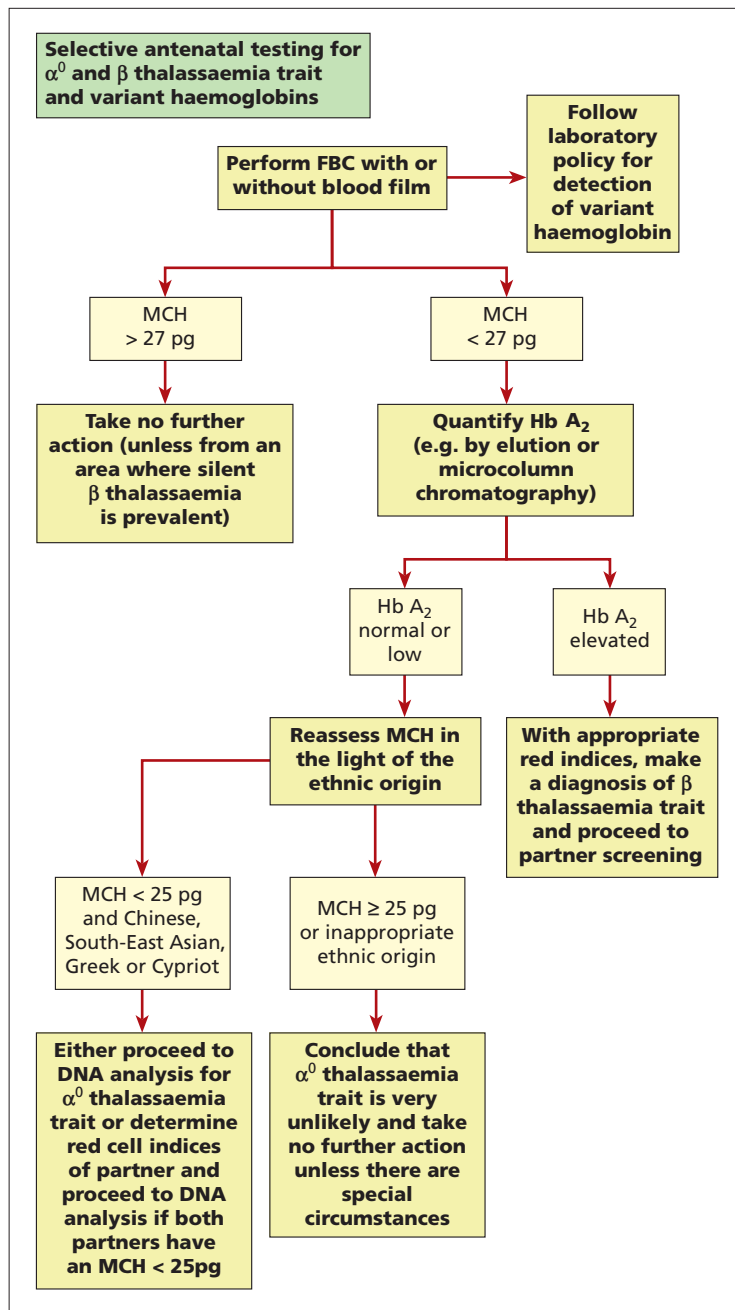 Selective antenatal testing for
α⁰ and β thalassaemia trait
and variant haemoglobins
Follow
laboratory
policy for
detection
of variant
haemoglobin
Perform FBC with or
without blood film
MCH
> 27 pg
MCH
< 27 pg
Take no further
action (unless from an
area where silent
β thalassaemia
is prevalent)
Quantify Hb A₂
(e.g. by elution or
microcolumn
chromatography)
Hb A₂
normal or
low
Hb A₂
elevated
Reassess MCH in
the light of the
ethnic origin
With appropriate
red indices, make
a diagnosis of β
thalassaemia trait
and proceed to
partner screening
MCH < 25 pg
and Chinese,
South-East Asian,
Greek or Cypriot
MCH ≥ 25 pg
or inappropriate
ethnic origin
Either proceed to
DNA analysis for
α⁰ thalassaemia
trait or determine
red cell indices
of partner and
proceed to DNA
analysis if both
partners have
an MCH < 25pg
Conclude that
α⁰ thalassaemia
trait is very
unlikely and take
no further action
unless there are
special
circumstances